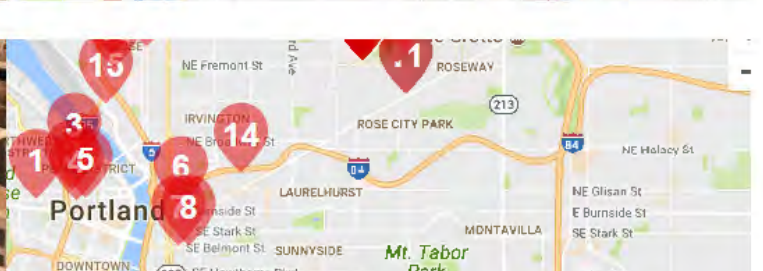 15
NE Fremont St
ROSEWAY
213
3
IRVINGTON
14
ROSE CITY PARK
84
NE Halsey St
1
5
5
6
LAURELHURST
NE Glisan St
Portland
8
E Burnside St
SE Stark St
MONTAVILLA
SE Stark St
SE Belmont St
SUNNYSIDE
Mt. Tabor
DOWNTOWN